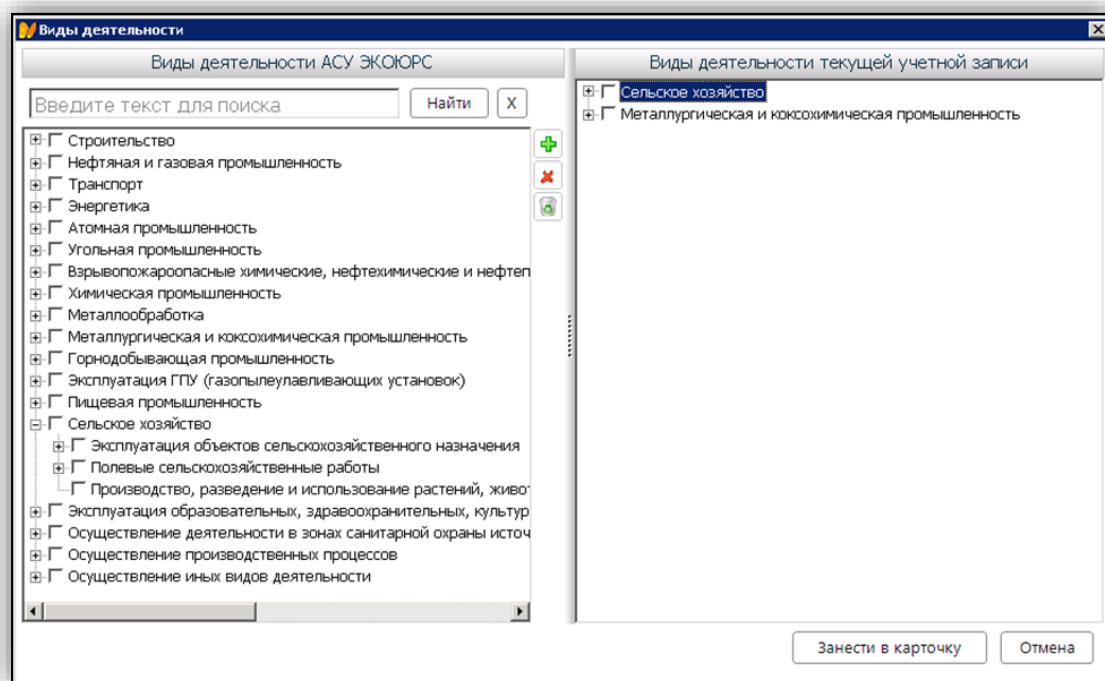 Виды деятельности
Виды деятельности АСУ ЭКОЮРС
Введите текст для поиска
Найти
X
Строительство
Нефтяная и газовая промышленность
Транспорт
Энергетика
Атомная промышленность
Угольная промышленность
Взрывопожароопасные химические, нефтехимические и нефтеп
Химическая промышленность
Металлообработка
Металлургическая и коксохимическая промышленность
Горнодобывающая промышленность
Эксплуатация ГПУ (газопылеулавливающих установок)
Пищевая промышленность
Сельское хозяйство
Эксплуатация объектов сельскохозяйственного назначения
Полевые сельскохозяйственные работы
Производство, разведение и использование растений, живот
Эксплуатация образовательных, здравоохранительных, культур
Осуществление деятельности в зонах санитарной охраны источ
Осуществление производственных процессов
Осуществление иных видов деятельности
Виды деятельности текущей учетной записи
Сельское хозяйство
Металлургическая и коксохимическая промышленность
Занести в карточку
Отмена